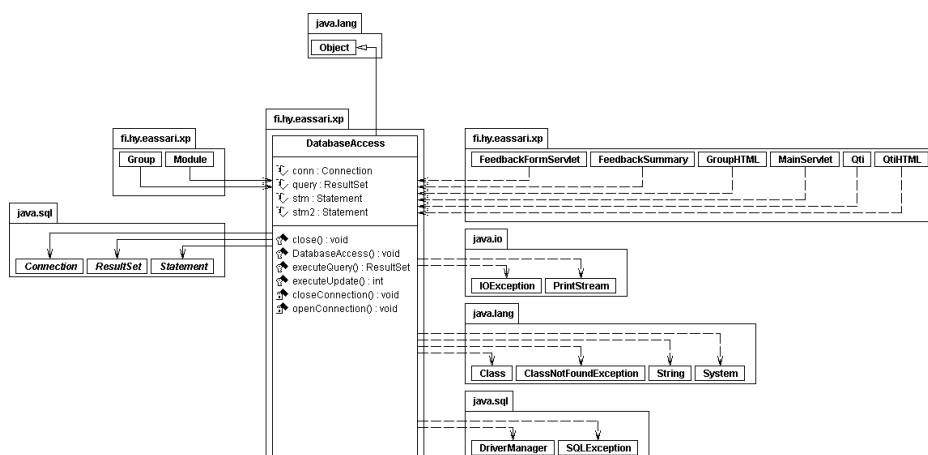 java.lang
Object
fi.hy.eassari.xp
Group Module
fi.hy.eassari.xp
DatabaseAccess
conn : Connection
query : ResultSet
stm : Statement
stm2 : Statement
close() : void
DatabaseAccess() : void
executeQuery() : ResultSet
executeUpdate() : int
closeConnection() : void
openConnection() : void
fi.hy.eassari.xp
FeedbackFormServlet FeedbackSummary GroupHTML MainServlet Qti QtiHTML
java.sql
Connection ResultSet Statement
java.io
IOException PrintStream
java.lang
Class ClassNotFoundException String System
java.sql
DriverManager SQLException